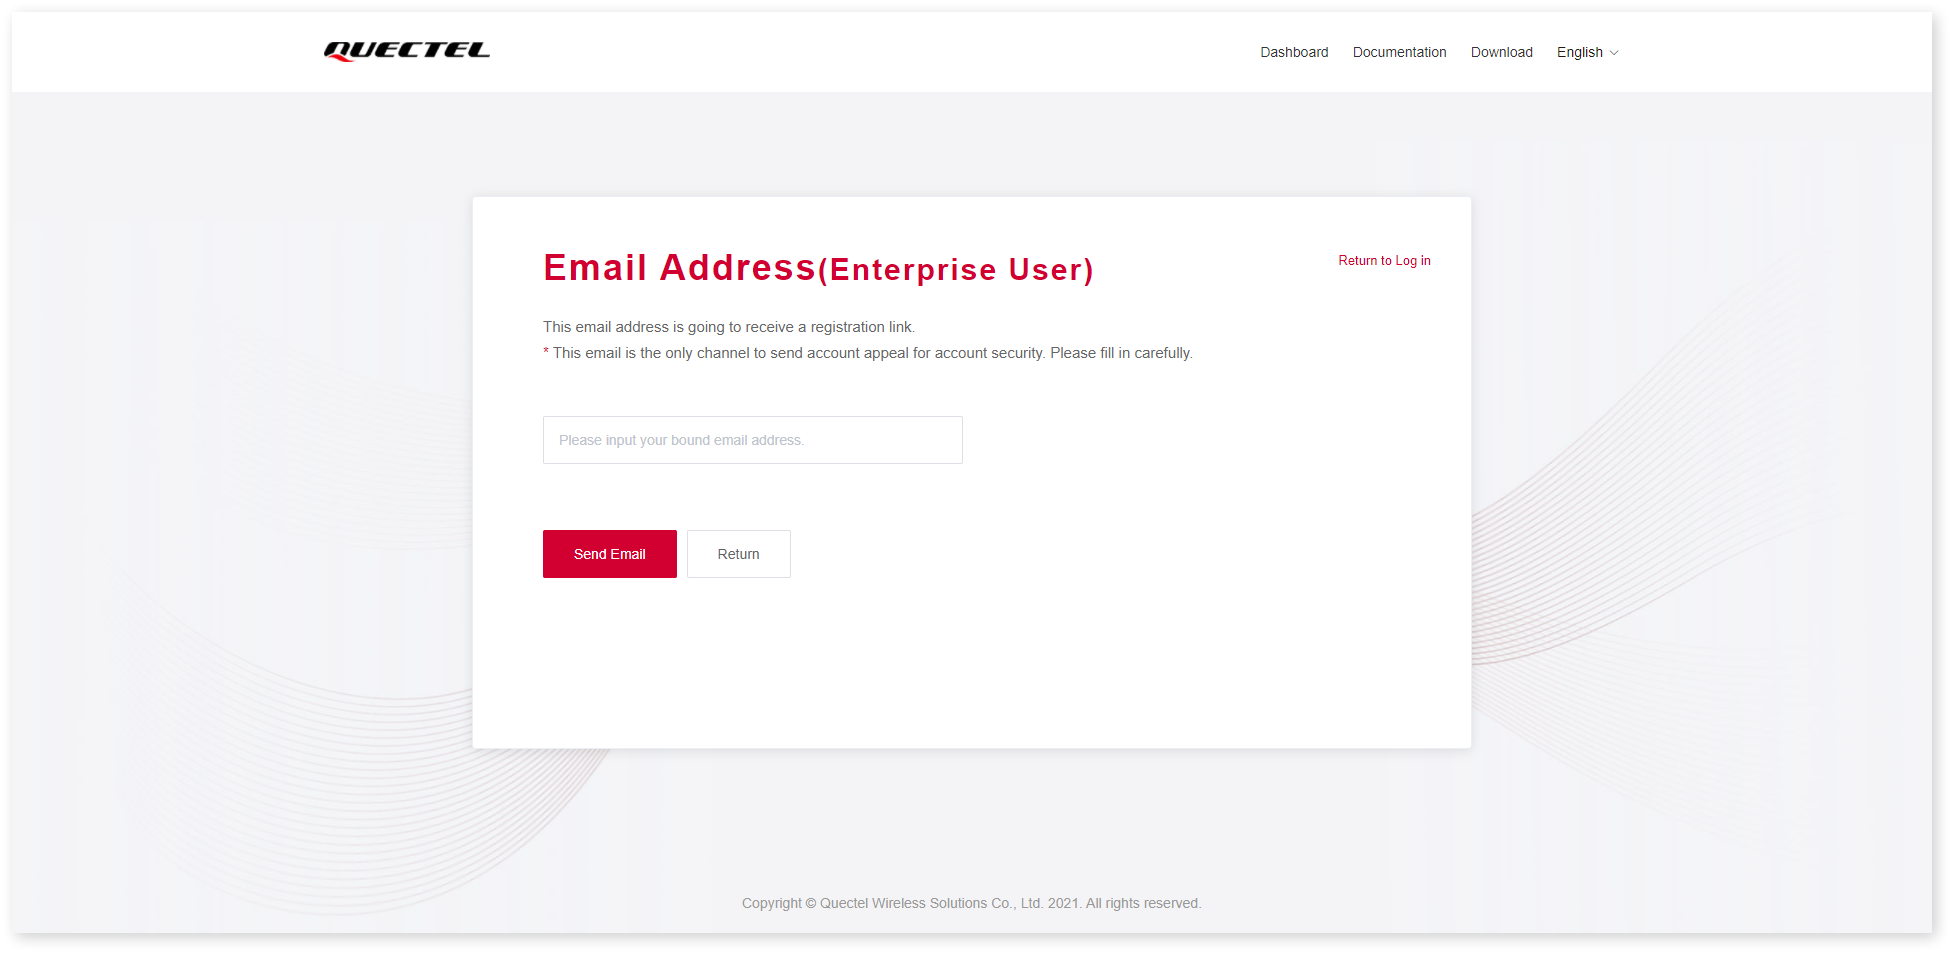 QUECTEL
Dashboard Documentation Download English
Email Address(Enterprise User)
Return to Log in
This email address is going to receive a registration link.
* This email is the only channel to send account appeal for account security. Please fill in carefully.
Please input your bound email address.
Send Email Return
Copyright © Quectel Wireless Solutions Co., Ltd. 2021. All rights reserved.